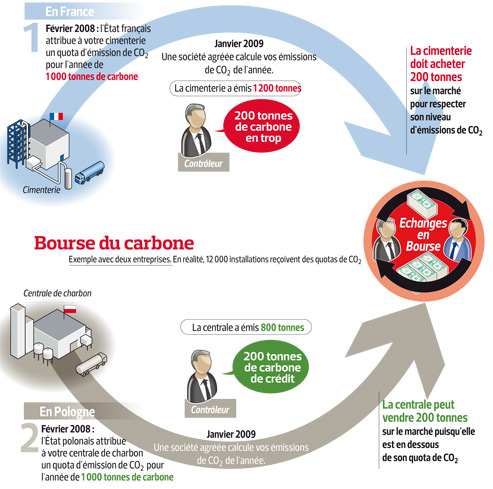 En France
1
Février 2008 : l'État français
attribue à votre cimenterie
un quota d'émission de CO2
pour l'année de
1000 tonnes de carbone
Janvier 2009
Une société agréée calcule vos émissions
de CO2 de l'année.
La cimenterie a émis 1200 tonnes
200 tonnes
de carbone
en trop
Contrôleur
La cimenterie
doit acheter
200 tonnes
sur le marché
pour respecter
son niveau
d'émissions de CO2
Cimenterie
Echanges
en
Bourse
Bourse du carbone
Exemple avec deux entreprises. En réalité, 12 000 installations reçoivent des quotas de CO2
Centrale de charbon
La centrale a émis 800 tonnes
200 tonnes
de carbone
de crédit
Contrôleur
La centrale peut
vendre 200 tonnes
sur le marché puisqu'elle
est en dessous
de son quota de CO2
En Pologne
2
Février 2008 :
l'État polonais attribue
à votre centrale de charbon
un quota d'émission de CO2 pour
l'année de 1000 tonnes de carbone
Janvier 2009
Une société agréée calcule vos émissions
de CO2 de l'année.